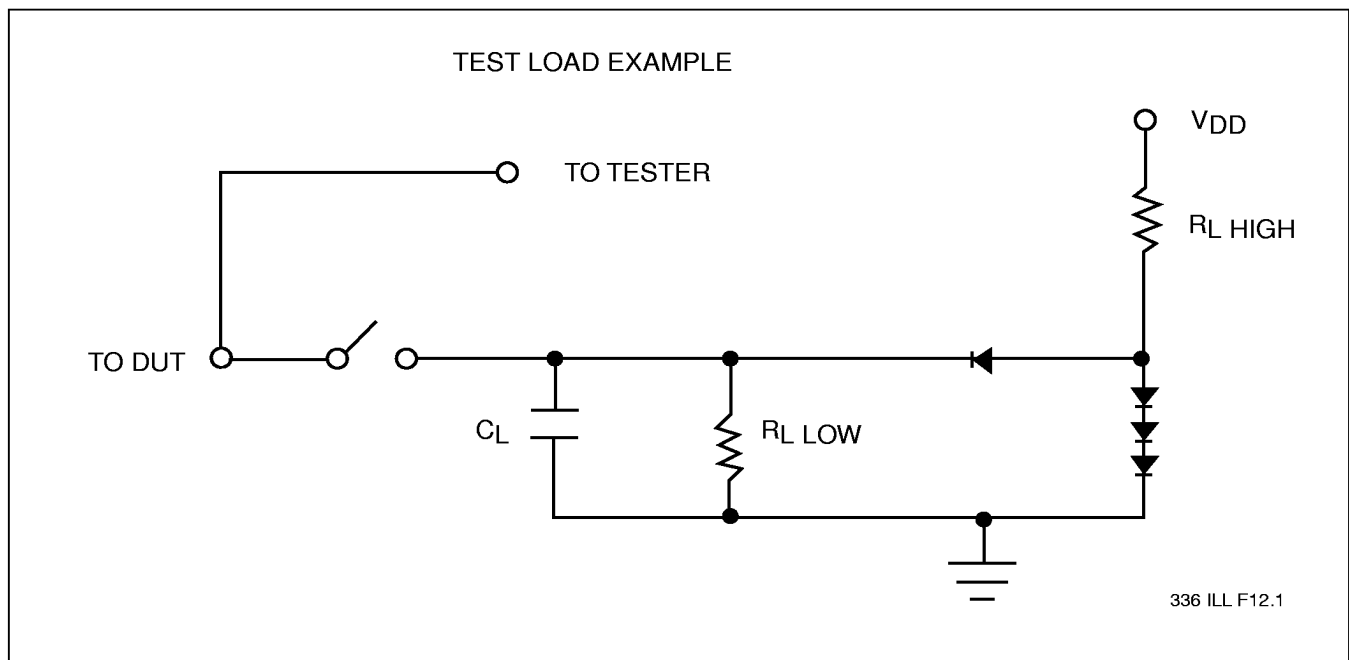 TEST LOAD EXAMPLE
VDD
TO TESTER
RL HIGH
TO DUT
CL
RL LOW
336 ILL F12.1